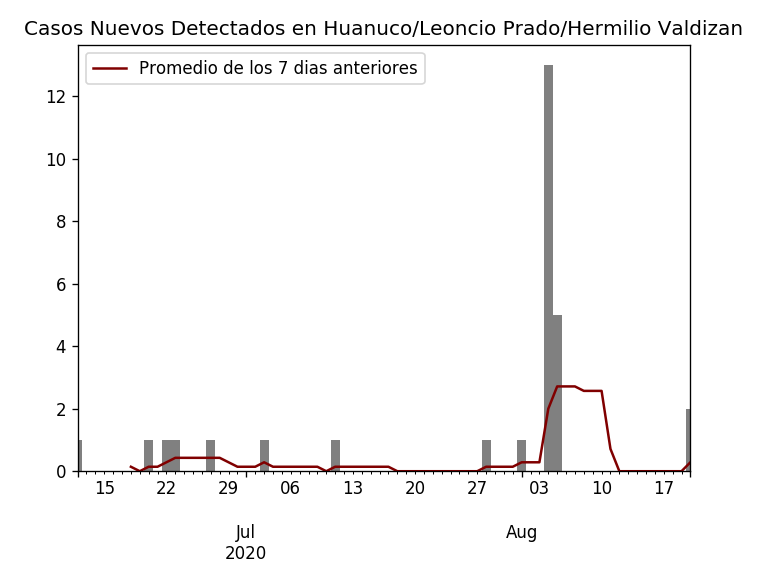 Casos Nuevos Detectados en Huanuco/Leoncio Prado/Hermilio Valdizan
Promedio de los 7 dias anteriores
12
10
8
6
4
2
0
15 22 29 06 13 20 27 03 10 17
Jul Aug
2020